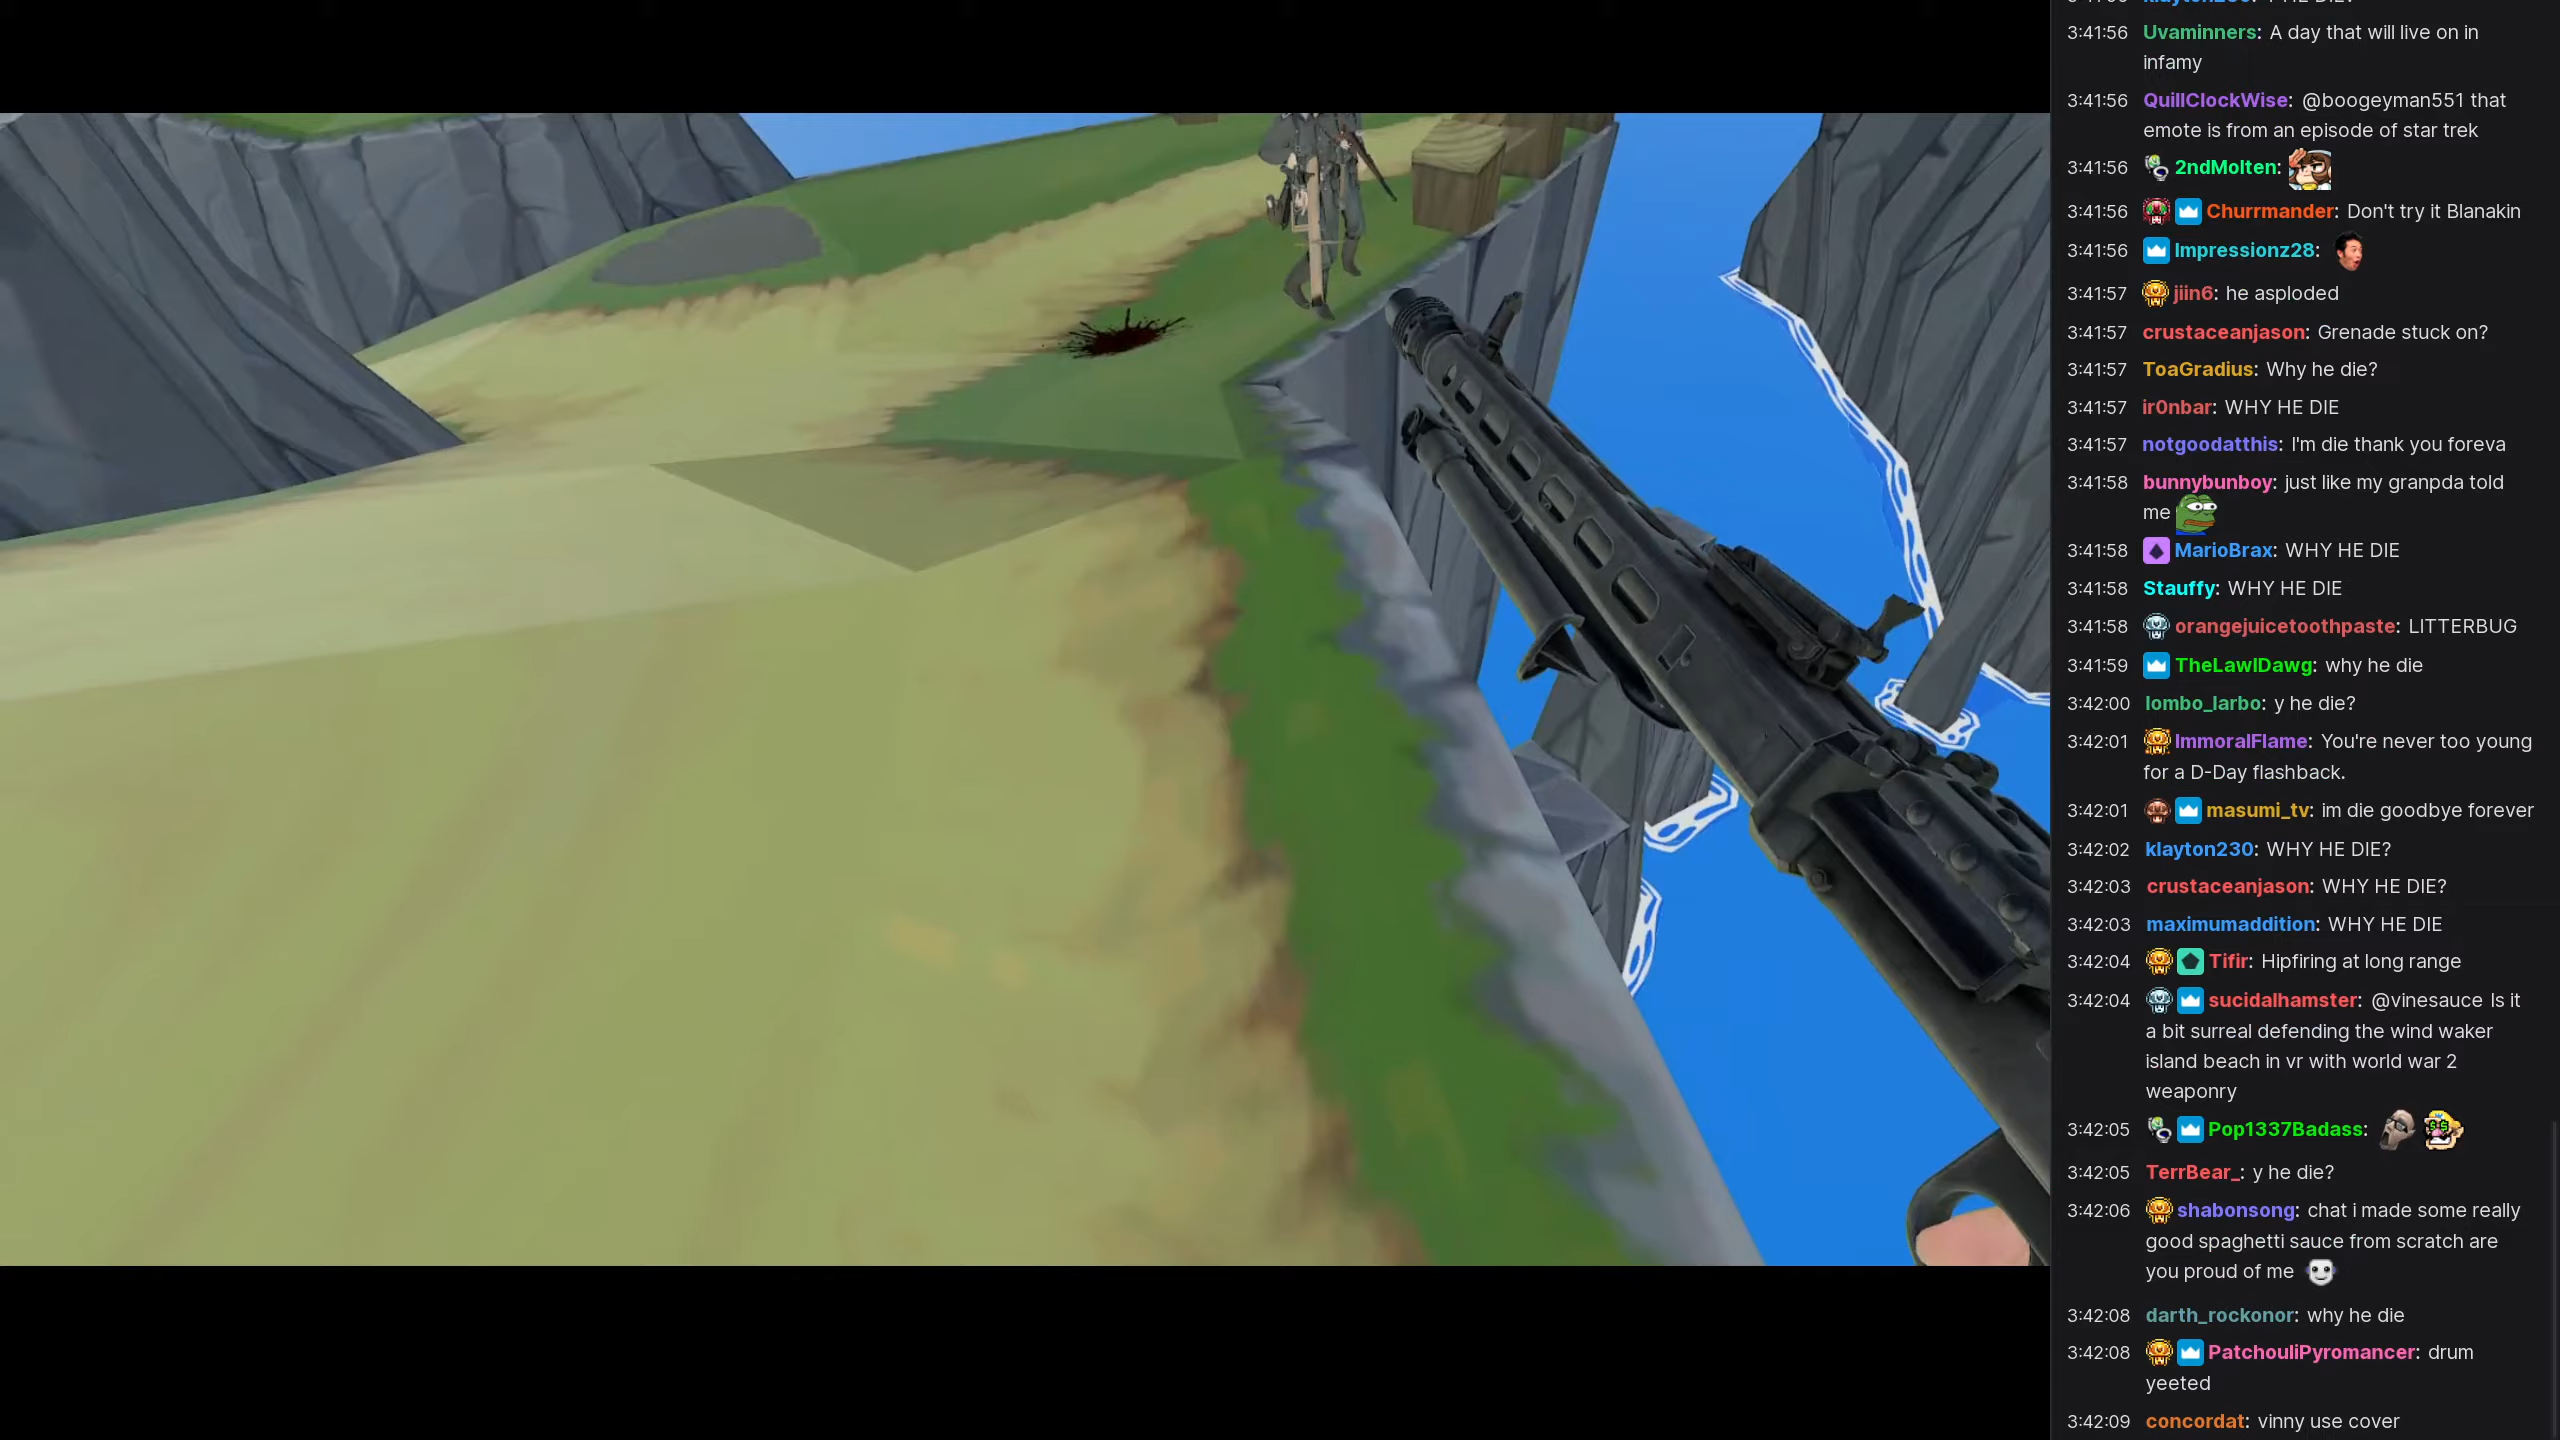 3:41:56 Uvaminners: A day that will live on in
infamy
3:41:56 QuillClockWise: @boogeyman551 that
emote is from an episode of star trek
3:41:56 2ndMolten:
3:41:56 Churrmander: Don't try it Blanakin
3:41:56 Impressionz28:
3:41:57 jiin6: he asploded
3:41:57 crustaceanjason: Grenade stuck on?
3:41:57 ToaGradius: Why he die?
3:41:57 ir0nbar: WHY HE DIE
3:41:57 notgoodatthis: I'm die thank you foreva
3:41:58 bunnybunboy: just like my granpda told
me
3:41:58 MarioBrax: WHY HE DIE
3:41:58 Stauffy: WHY HE DIE
3:41:58 orangejuicetoothpaste: LITTERBUG
3:41:59 TheLawlDawg: why he die
3:42:00 lombo_larbo: y he die?
3:42:01 ImmoralFlame: You're never too young
for a D-Day flashback.
3:42:01 masumi_tv: im die goodbye forever
3:42:02 klayton230: WHY HE DIE?
3:42:03 crustaceanjason: WHY HE DIE?
3:42:03 maximumaddition: WHY HE DIE
3:42:04 Tifir: Hipfiring at long range
3:42:04 sucidalhamster: @vinesauce Is it
a bit surreal defending the wind waker
island beach in vr with world war 2
weaponry
3:42:05 Pop1337Badass:
3:42:05 TerrBear_: y he die?
3:42:06 shabonsong: chat i made some really
good spaghetti sauce from scratch are
you proud of me
3:42:08 darth_rockonor: why he die
3:42:08 PatchouliPyromancer: drum
yeeted
3:42:09 concordat: vinny use cover